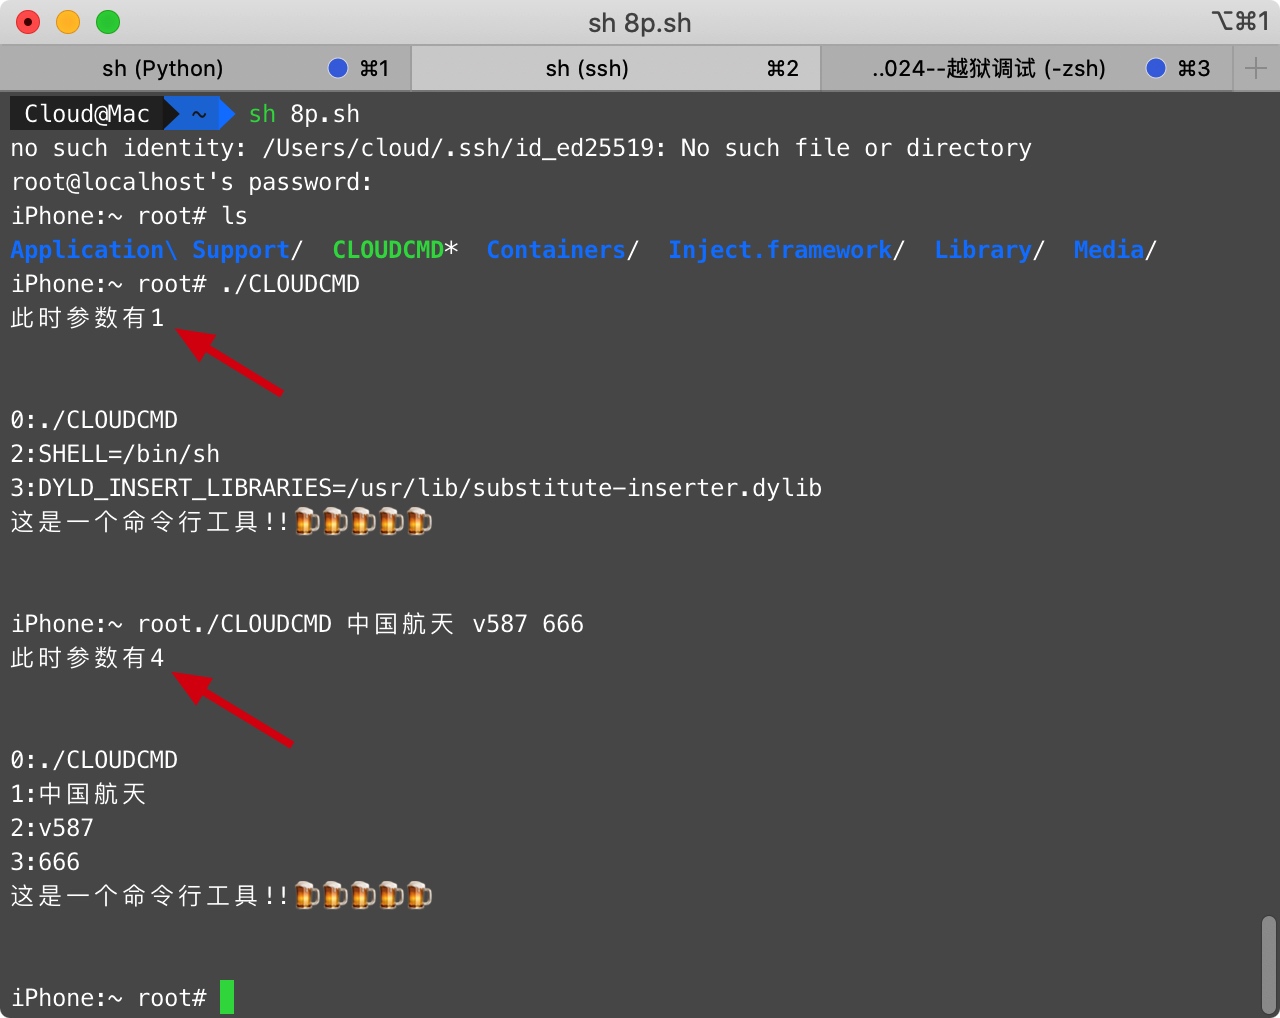 sh 8p.sh
⌥⌘1
sh (Python) ⌘1
sh (ssh) ⌘2
..024--越狱调试 (-zsh) ⌘3
Cloud@Mac ~ sh 8p.sh
no such identity: /Users/cloud/.ssh/id_ed25519: No such file or directory
root@localhost's password:
iPhone:~ root# ls
Application\ Support/ CLOUDCMD* Containers/ Inject.framework/ Library/ Media/
iPhone:~ root# ./CLOUDCMD
此时参数有1
0:./CLOUDCMD
2:SHELL=/bin/sh
3:DYLD_INSERT_LIBRARIES=/usr/lib/substitute-inserter.dylib
这是一个命令行工具!!🍺🍺🍺🍺🍺
iPhone:~ root./CLOUDCMD 中国航天 v587 666
此时参数有4
0:./CLOUDCMD
1:中国航天
2:v587
3:666
这是一个命令行工具!!🍺🍺🍺🍺🍺
iPhone:~ root#